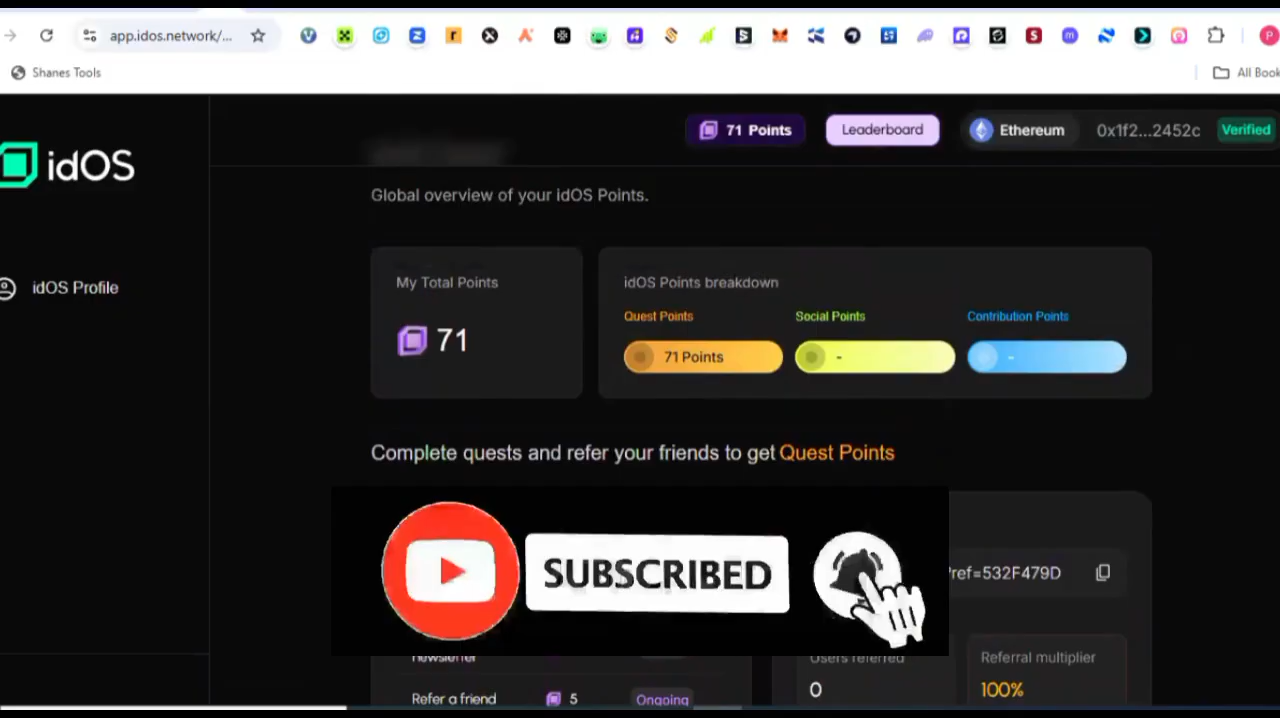 app.idos.network/...
Shanes Tools
All Book
71 Points
Leaderboard
Ethereum
0x1f2...2452c
Verified
idOS
Global overview of your idOS Points.
idOS Profile
My Total Points
71
idOS Points breakdown
Quest Points
Social Points
Contribution Points
71 Points
-
-
Complete quests and refer your friends to get Quest Points
SUBSCRIBED
?ref=532F479D
newsletter
Users referred
Referral multiplier
0
100%
Refer a friend
5
Ongoing